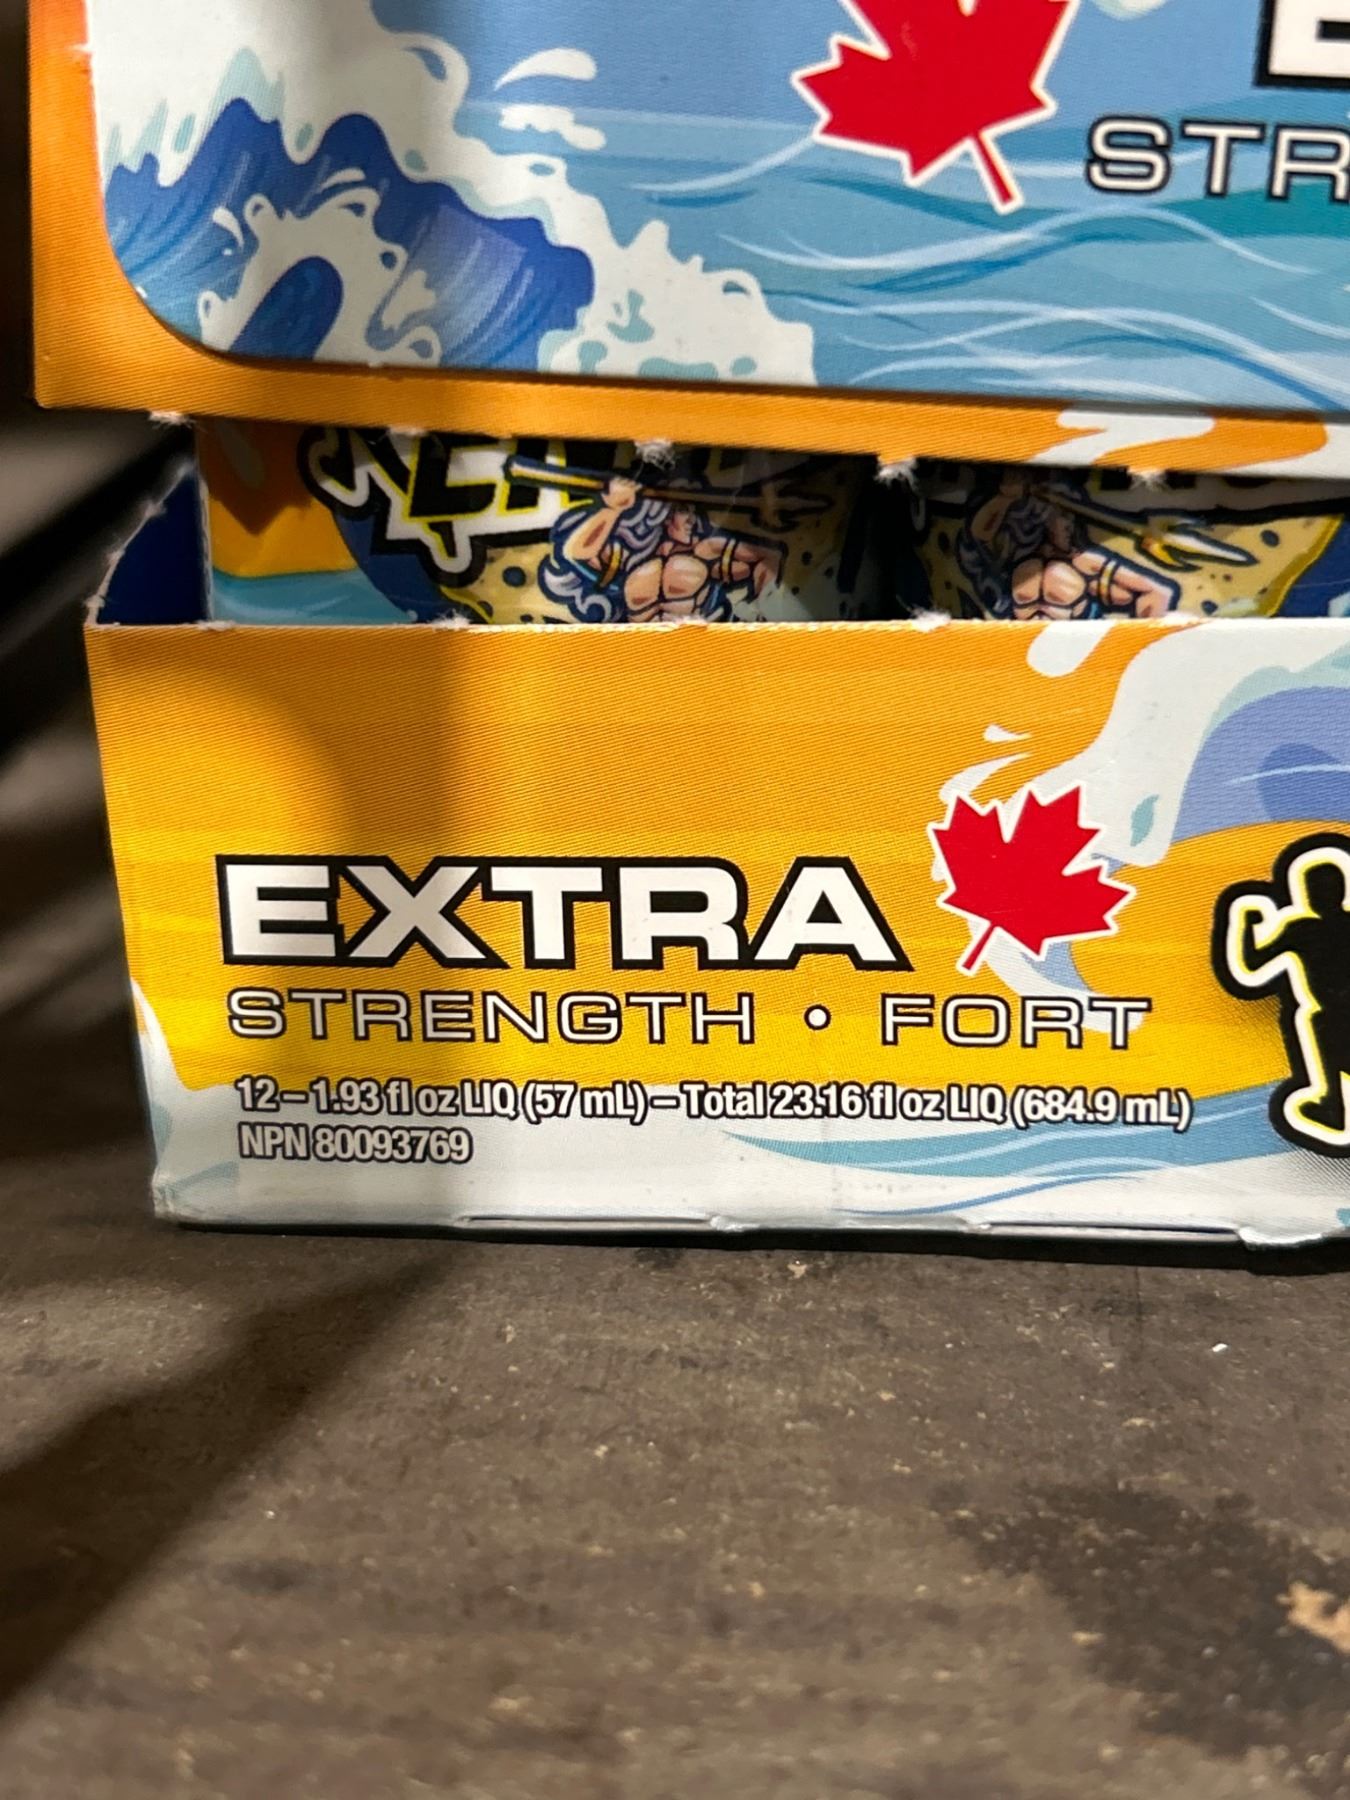 STR
EXTRA
STRENGTH • FORT
12–1.93 fl oz LIQ (57 mL) – Total 23.16 fl oz LIQ (684.9 mL)
NPN 80093769